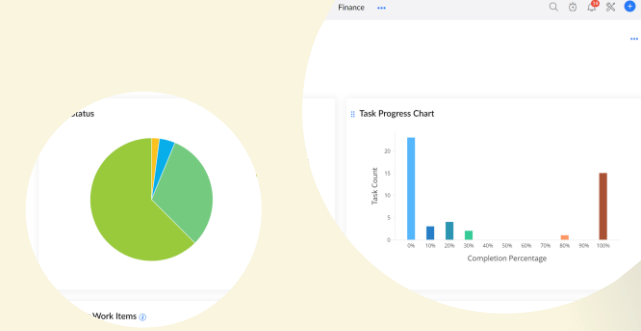 Finance
Status
Task Progress Chart
Task Count
20
15
10
5
0
0% 10% 20% 30% 40% 50% 60% 70% 80% 90% 100%
Completion Percentage
Work Items